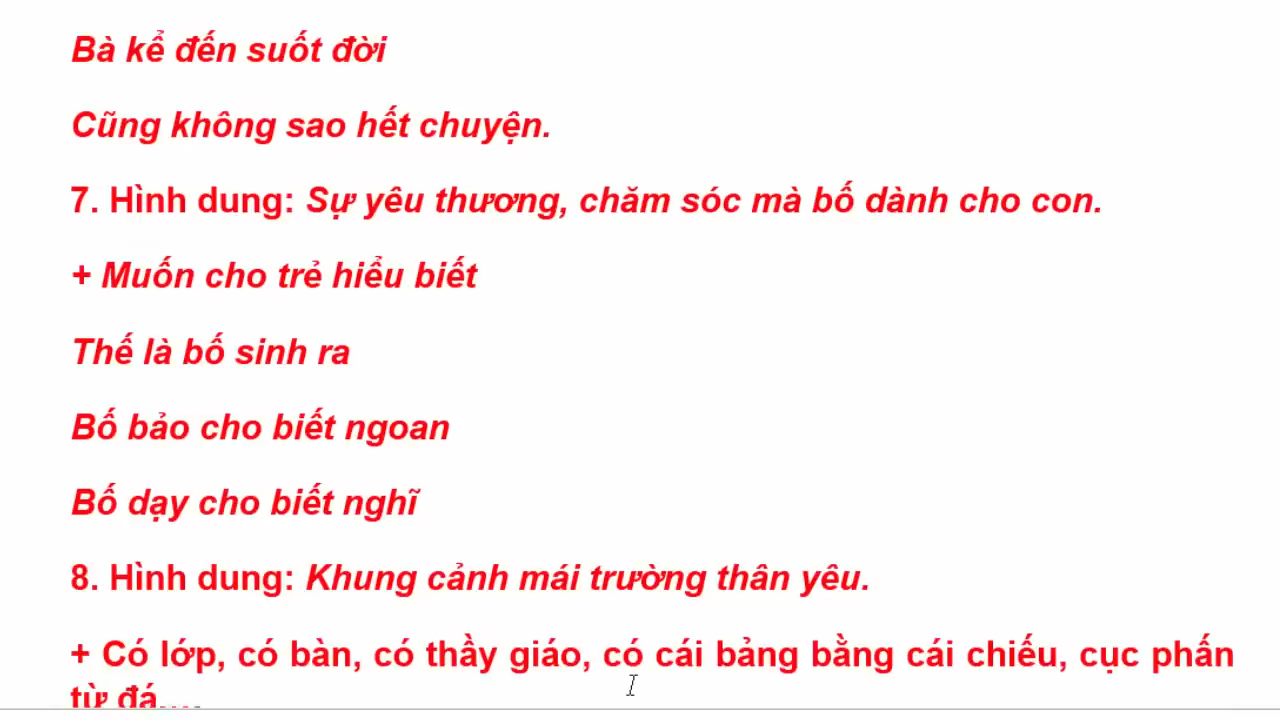 Bà kể đến suốt đời
Cũng không sao hết chuyện.
7. Hình dung: Sự yêu thương, chăm sóc mà bố dành cho con.
+ Muốn cho trẻ hiểu biết
Thế là bố sinh ra
Bố bảo cho biết ngoan
Bố dạy cho biết nghĩ
8. Hình dung: Khung cảnh mái trường thân yêu.
+ Có lớp, có bàn, có thầy giáo, có cái bảng bằng cái chiếu, cục phấn
từ đá....